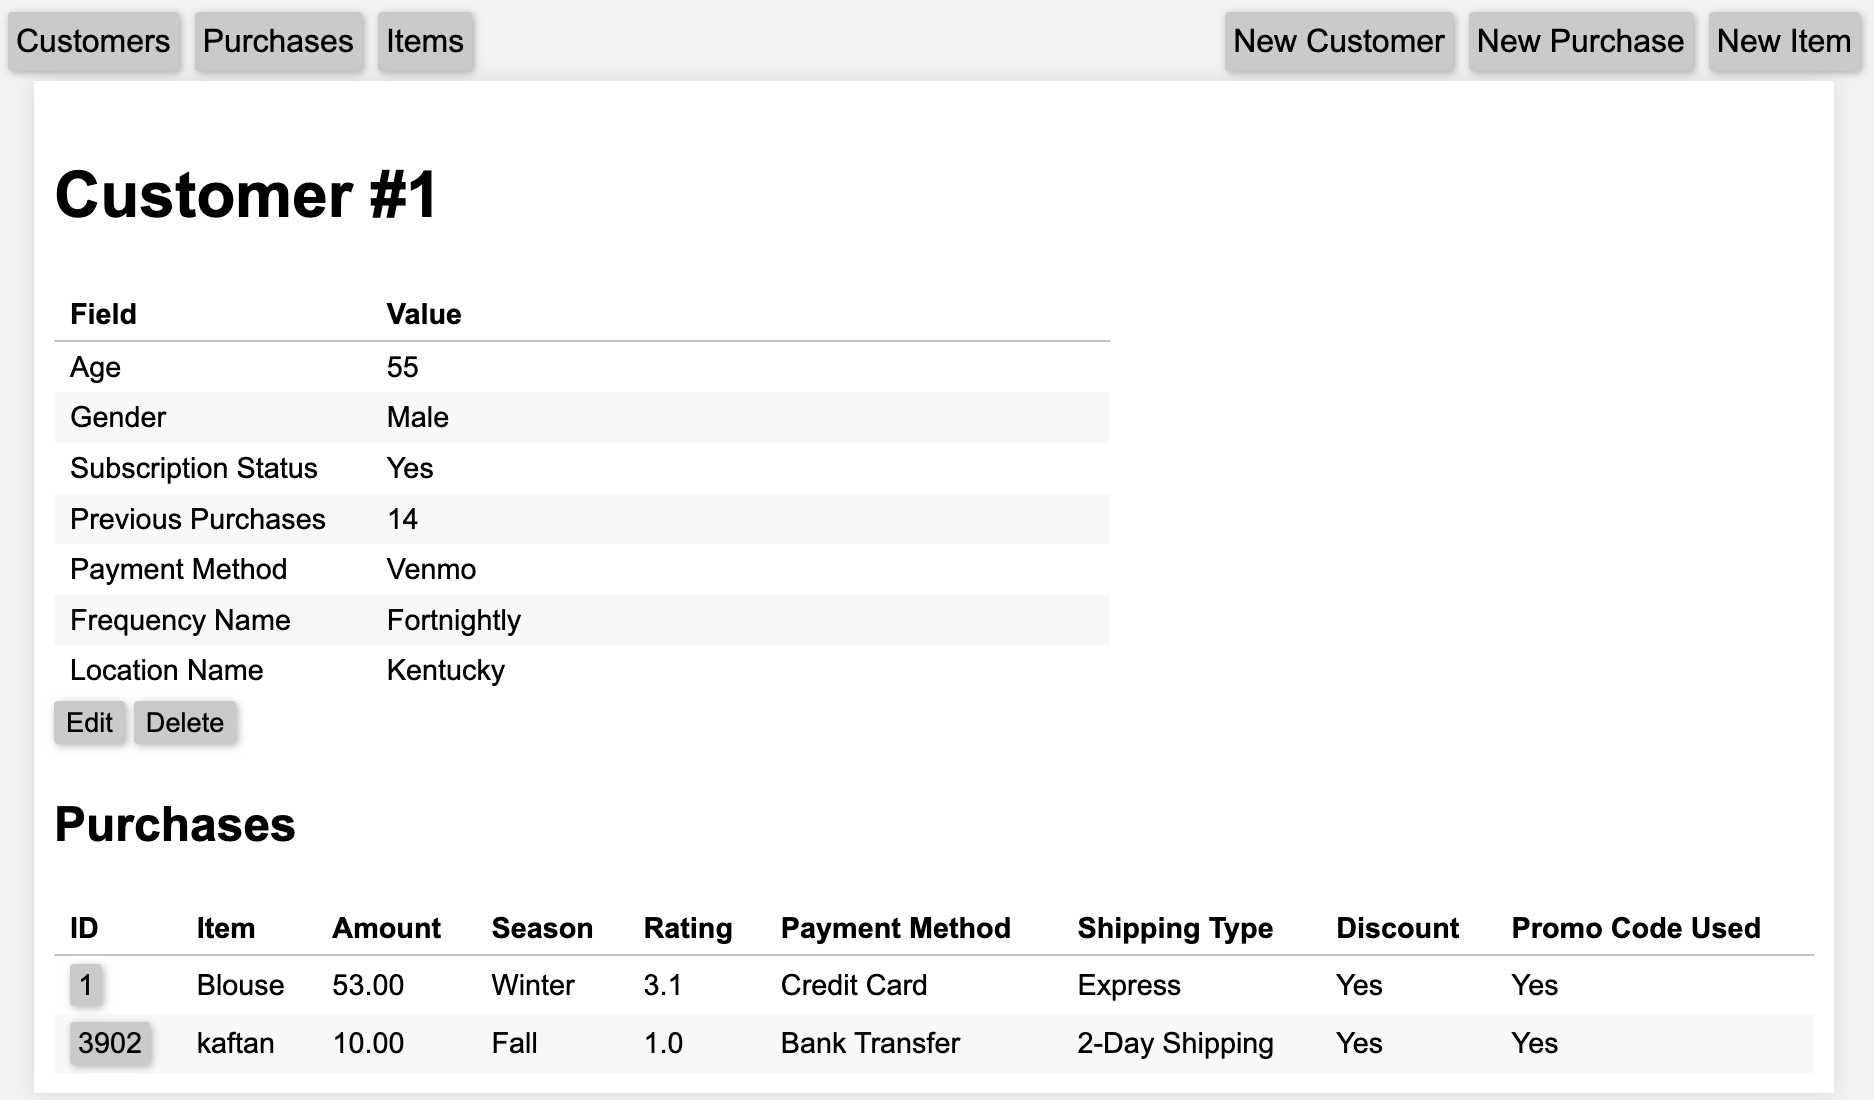 Customers Purchases Items New Customer New Purchase New Item
Customer #1
Field Value
Age 55
Gender Male
Subscription Status Yes
Previous Purchases 14
Payment Method Venmo
Frequency Name Fortnightly
Location Name Kentucky
Edit Delete
Purchases
ID Item Amount Season Rating Payment Method Shipping Type Discount Promo Code Used
1 Blouse 53.00 Winter 3.1 Credit Card Express Yes Yes
3902 kaftan 10.00 Fall 1.0 Bank Transfer 2-Day Shipping Yes Yes